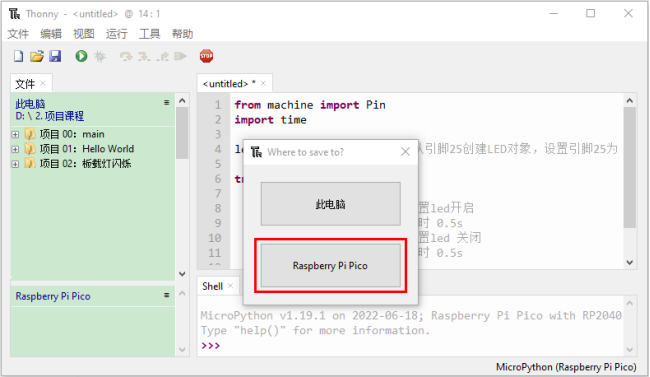 Thonny - <untitled> @ 14 : 1
文件 编辑 视图 运行 工具 帮助
文件
此电脑
D: \ 2. 项目课程
项目 00：main
项目 01：Hello World
项目 02：板载灯闪烁
Raspberry Pi Pico
<untitled> *
1 from machine import Pin
2 import time
3
4 le 从引脚25创建LED对象，设置引脚25为
5
6 tr
7
8 置led开启
9 时 0.5s
10 置led 关闭
11 时 0.5s
12
Where to save to?
此电脑
Raspberry Pi Pico
Shell
MicroPython v1.19.1 on 2022-06-18; Raspberry Pi Pico with RP2040
Type "help()" for more information.
>>>
MicroPython (Raspberry Pi Pico)